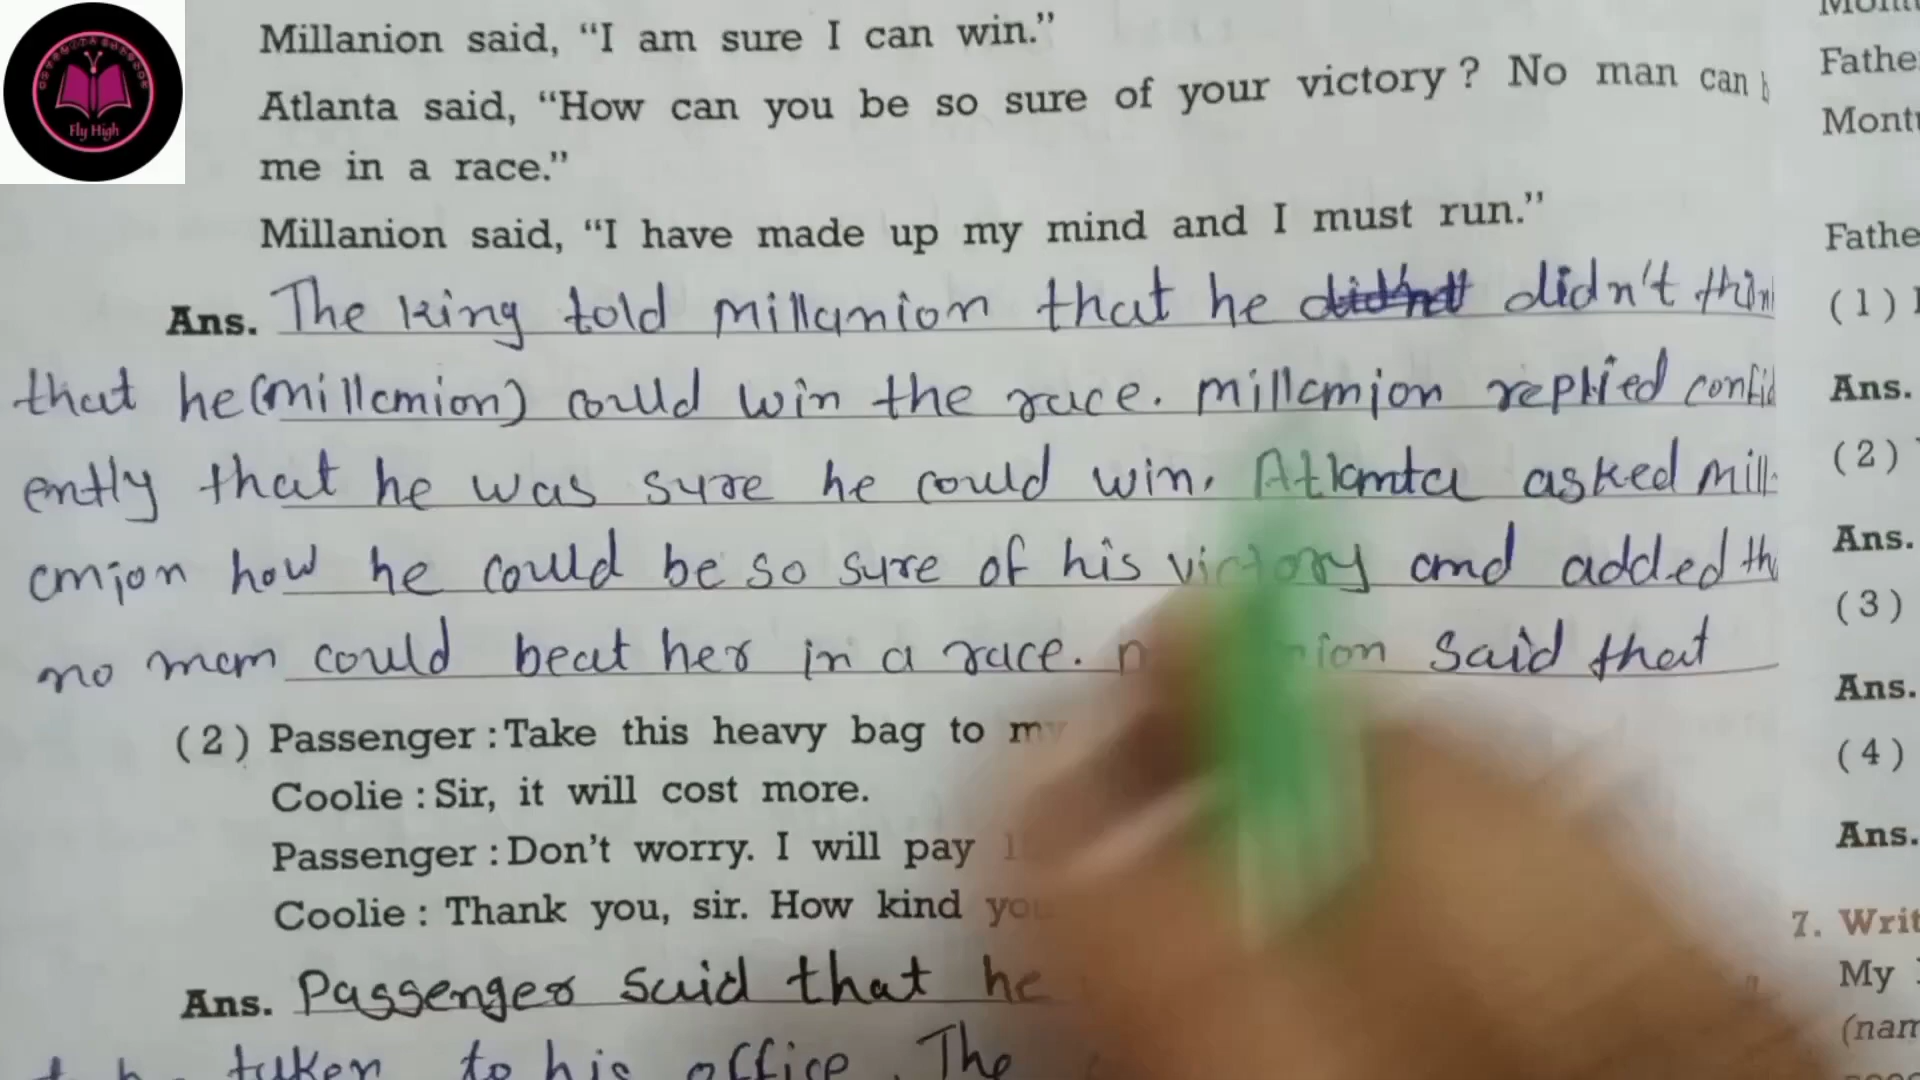 Fly High
Millanion said, “I am sure I can win.”
Atlanta said, “How can you be so sure of your victory? No man can
me in a race.”
Millanion said, “I have made up my mind and I must run.”
Ans. The king told millanion that he didn't
that he (millanion) could win the race. millanion replied confid
ently that he was sure he could win. Atlanta asked mill
anion how he could be so sure of his victory and added
no man could beat her in a race. said that
(2) Passenger : Take this heavy bag to my
Coolie : Sir, it will cost more.
Passenger : Don't worry. I will pay
Coolie : Thank you, sir. How kind
Ans. Passenger said that he
taken to his office. The
Fathe
Mont
Fathe
(1)
Ans.
(2)
Ans.
(3)
Ans.
(4)
Ans.
7. Writ
My
(nam